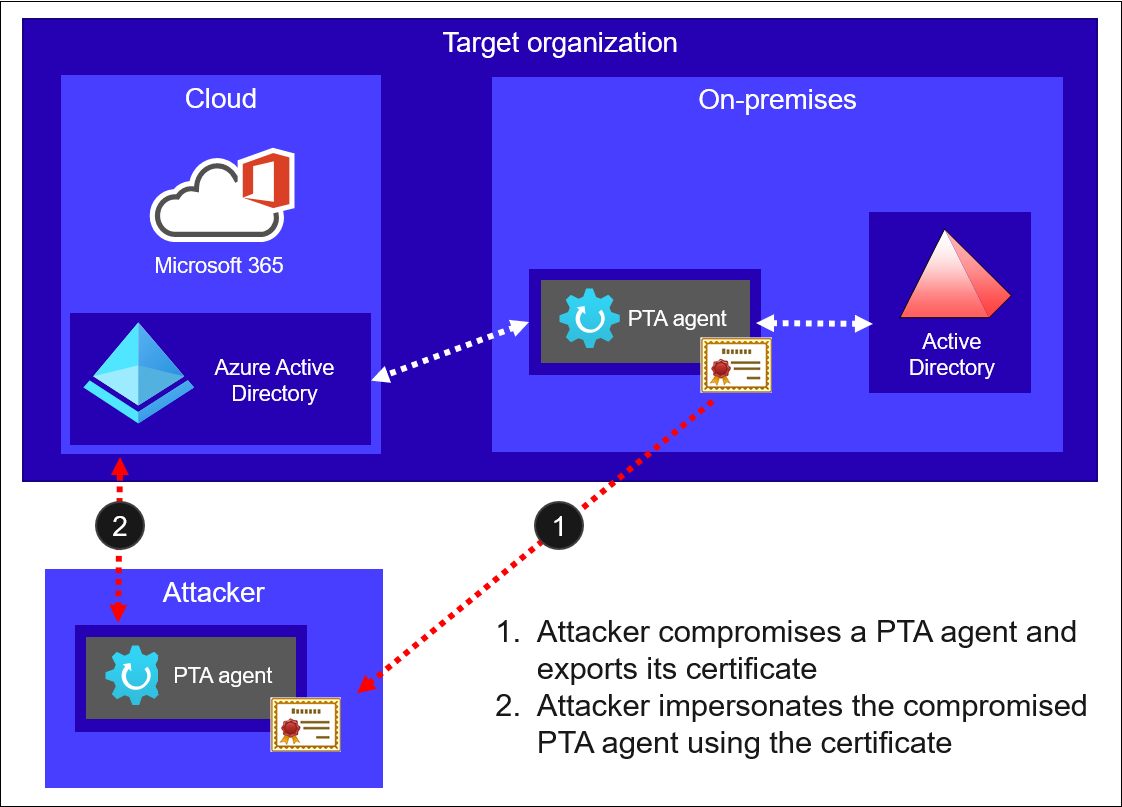 Target organization
Cloud
On-premises
Microsoft 365
PTA agent
Azure Active
Directory
Active
Directory
2
1
Attacker
PTA agent
1. Attacker compromises a PTA agent and
exports its certificate
2. Attacker impersonates the compromised
PTA agent using the certificate